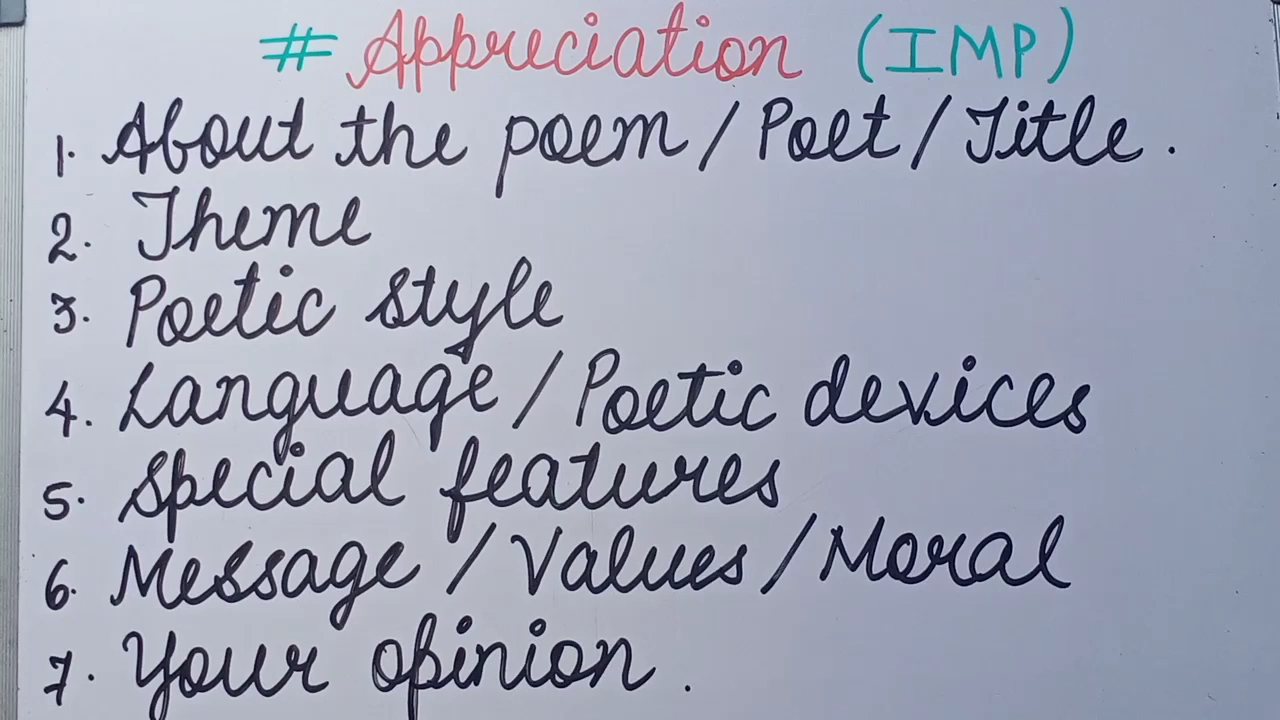 # Appreciation (IMP)
1. About the poem / Poet / Title.
2. Theme
3. Poetic style
4. Language / Poetic devices
5. Special features
6. Message / Values / Moral
7. Your opinion.